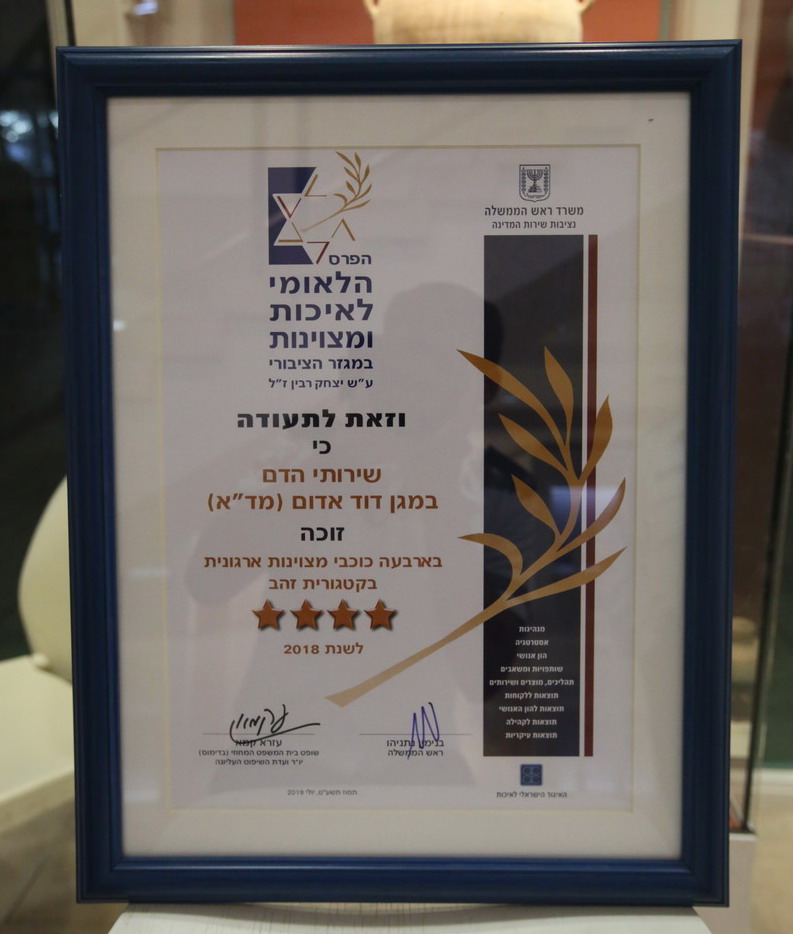 הפרס
הלאומי
לאיכות
ומצוינות
במגזר הציבורי
ע"ש יצחק רבין ז"ל
משרד ראש הממשלה
נציבות שירות המדינה
וזאת לתעודה
כי
שירותי הדם
במגן דוד אדום (מד"א)
זוכה
בארבעה כוכבי מצוינות ארגונית
בקטגורית זהב
לשנת 2018
מנהיגות
אסטרטגיה
הון אנושי
שותפויות ומשאבים
תהליכים, מוצרים ושירותים
תוצאות ללקוחות
תוצאות להון האנושי
תוצאות לקהילה
תוצאות עיקריות
בנימין נתניהו
ראש הממשלה
עזרא קמא
שופט בית המשפט המחוזי (בדימוס)
יו"ר ועדת השיפוט העליונה
תמוז תשע"ט, יולי 2019
האיגוד הישראלי לאיכות